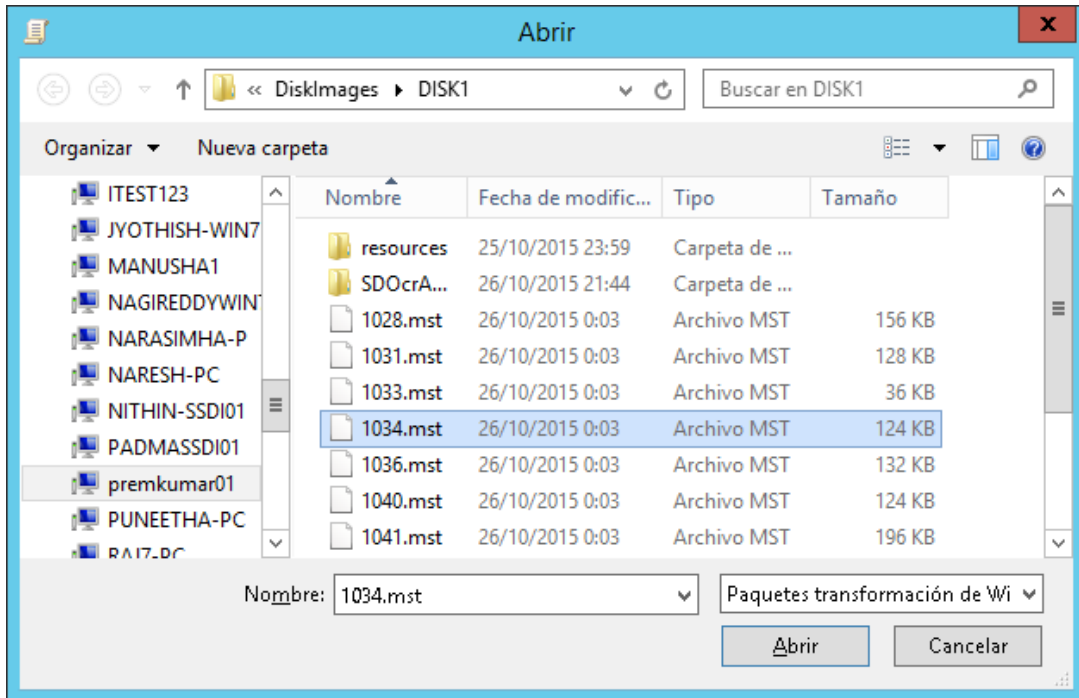 Abrir
« DiskImages DISK1
Buscar en DISK1
Organizar
Nueva carpeta
ITEST123
JYOTHISH-WIN7
MANUSHA1
NAGIREDDYWIN
NARASIMHA-P
NARESH-PC
NITHIN-SSDI01
PADMASSDI01
premkumar01
PUNEETHA-PC
RAJ7-PC
Nombre Fecha de modific... Tipo Tamaño
resources 25/10/2015 23:59 Carpeta de ...
SDOcrA... 26/10/2015 21:44 Carpeta de ...
1028.mst 26/10/2015 0:03 Archivo MST 156 KB
1031.mst 26/10/2015 0:03 Archivo MST 128 KB
1033.mst 26/10/2015 0:03 Archivo MST 36 KB
1034.mst 26/10/2015 0:03 Archivo MST 124 KB
1036.mst 26/10/2015 0:03 Archivo MST 132 KB
1040.mst 26/10/2015 0:03 Archivo MST 124 KB
1041.mst 26/10/2015 0:03 Archivo MST 196 KB
Nombre: 1034.mst
Paquetes transformación de Wi
Abrir
Cancelar